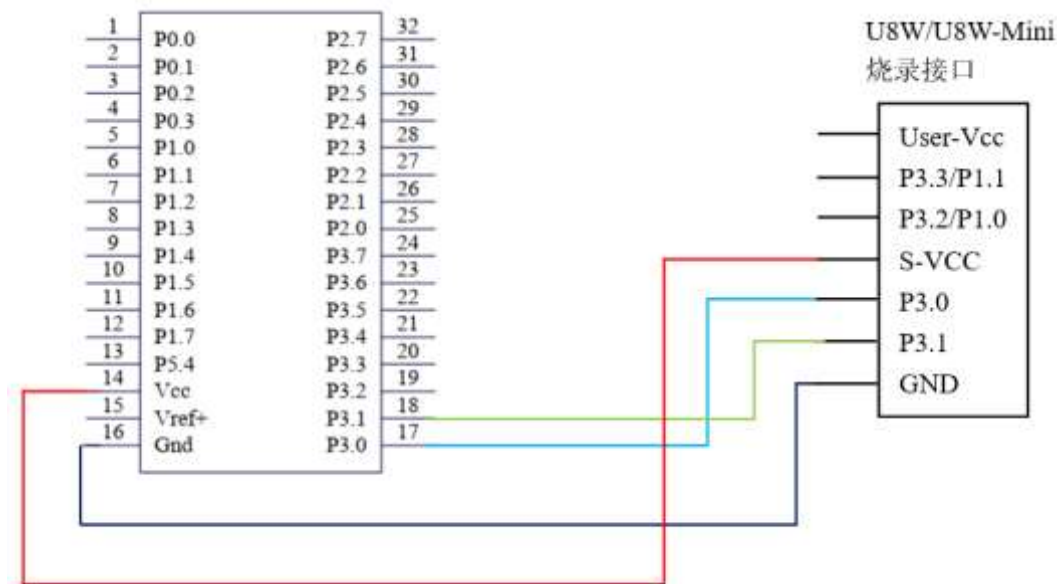 1 P0.0 P2.7 32
2 P0.1 P2.6 31
3 P0.2 P2.5 30
4 P0.3 P2.4 29
5 P1.0 P2.3 28
6 P1.1 P2.2 27
7 P1.2 P2.1 26
8 P1.3 P2.0 25
9 P1.4 P3.7 24
10 P1.5 P3.6 23
11 P1.6 P3.5 22
12 P1.7 P3.4 21
13 P5.4 P3.3 20
14 Vcc P3.2 19
15 Vref+ P3.1 18
16 Gnd P3.0 17
U8W/U8W-Mini
烧录接口
User-Vcc
P3.3/P1.1
P3.2/P1.0
S-VCC
P3.0
P3.1
GND